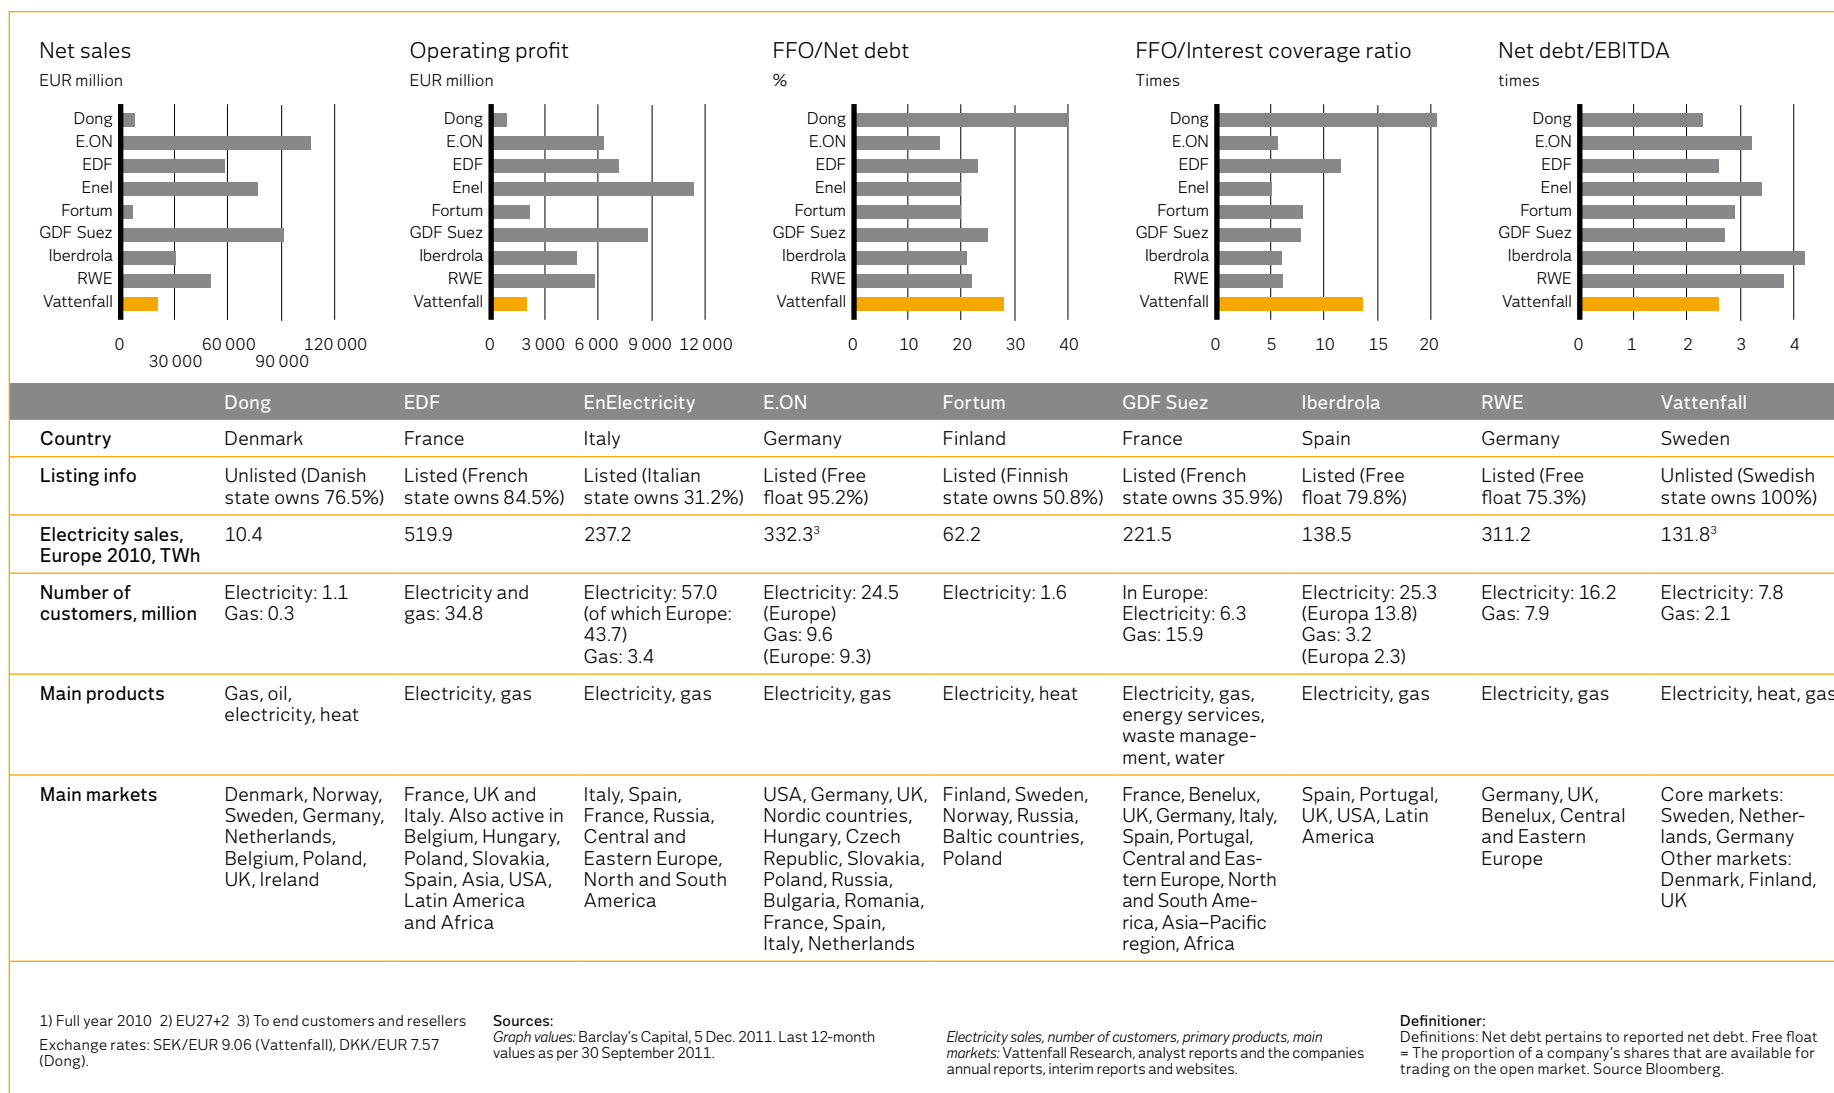 Net sales
EUR million
Dong
E.ON
EDF
Enel
Fortum
GDF Suez
Iberdrola
RWE
Vattenfall
0
30 000
60 000
90 000
120 000
Operating profit
EUR million
Dong
E.ON
EDF
Enel
Fortum
GDF Suez
Iberdrola
RWE
Vattenfall
0 3 000 6 000 9 000 12 000
FFO/Net debt
%
Dong
E.ON
EDF
Enel
Fortum
GDF Suez
Iberdrola
RWE
Vattenfall
0 10 20 30 40
FFO/Interest coverage ratio
Times
Dong
E.ON
EDF
Enel
Fortum
GDF Suez
Iberdrola
RWE
Vattenfall
0 5 10 15 20
Net debt/EBITDA
times
Dong
E.ON
EDF
Enel
Fortum
GDF Suez
Iberdrola
RWE
Vattenfall
0 1 2 3 4
Dong EDF EnElectricity E.ON Fortum GDF Suez Iberdrola RWE Vattenfall
Country Denmark France Italy Germany Finland France Spain Germany Sweden
Listing info
Unlisted (Danish
state owns 76.5%)
Listed (French
state owns 84.5%)
Listed (Italian
state owns 31.2%)
Listed (Free
float 95.2%)
Listed (Finnish
state owns 50.8%)
Listed (French
state owns 35.9%)
Listed (Free
float 79.8%)
Listed (Free
float 75.3%)
Unlisted (Swedish
state owns 100%)
Electricity sales,
Europe 2010, TWh
10.4 519.9 237.2 332.3³ 62.2 221.5 138.5 311.2 131.8³
Number of
customers, million
Electricity: 1.1
Gas: 0.3
Electricity and
gas: 34.8
Electricity: 57.0
(of which Europe:
43.7)
Gas: 3.4
Electricity: 24.5
(Europe)
Gas: 9.6
(Europe: 9.3)
Electricity: 1.6
In Europe:
Electricity: 6.3
Gas: 15.9
Electricity: 25.3
(Europa 13.8)
Gas: 3.2
(Europa 2.3)
Electricity: 16.2
Gas: 7.9
Electricity: 7.8
Gas: 2.1
Main products
Gas, oil,
electricity, heat
Electricity, gas
Electricity, gas
Electricity, gas
Electricity, heat
Electricity, gas,
energy services,
waste manage-
ment, water
Electricity, gas
Electricity, gas
Electricity, heat, gas
Main markets
Denmark, Norway,
Sweden, Germany,
Netherlands,
Belgium, Poland,
UK, Ireland
France, UK and
Italy. Also active in
Belgium, Hungary,
Poland, Slovakia,
Spain, Asia, USA,
Latin America
and Africa
Italy, Spain,
France, Russia,
Central and
Eastern Europe,
North and South
America
USA, Germany, UK,
Nordic countries,
Hungary, Czech
Republic, Slovakia,
Poland, Russia,
Bulgaria, Romania,
France, Spain,
Italy, Netherlands
Finland, Sweden,
Norway, Russia,
Baltic countries,
Poland
France, Benelux,
UK, Germany, Italy,
Spain, Portugal,
Central and Eas-
tern Europe, North
and South Ame-
rica, Asia–Pacific
region, Africa
Spain, Portugal,
UK, USA, Latin
America
Germany, UK,
Benelux, Central
and Eastern
Europe
Core markets:
Sweden, Nether-
lands, Germany
Other markets:
Denmark, Finland,
UK
1) Full year 2010 2) EU27+2 3) To end customers and resellers
Exchange rates: SEK/EUR 9.06 (Vattenfall), DKK/EUR 7.57
(Dong).
Sources:
Graph values: Barclay's Capital, 5 Dec. 2011. Last 12-month
values as per 30 September 2011.
Electricity sales, number of customers, primary products, main
markets: Vattenfall Research, analyst reports and the companies
annual reports, interim reports and websites.
Definitioner:
Definitions: Net debt pertains to reported net debt. Free float
= The proportion of a company's shares that are available for
trading on the open market. Source Bloomberg.